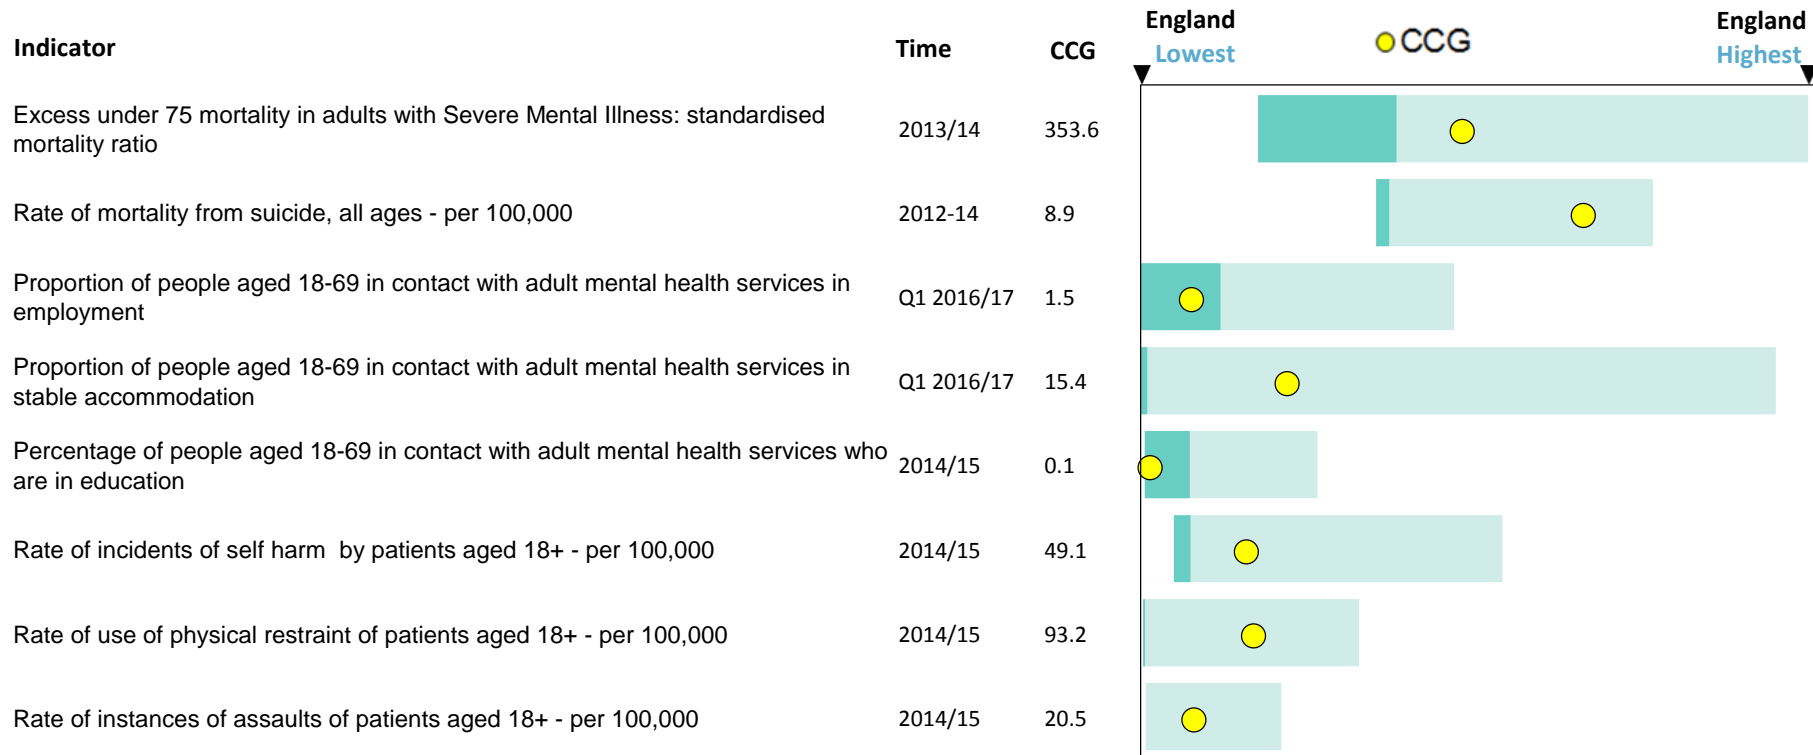 England England
Indicator Time CCG Lowest CCG Highest
Excess under 75 mortality in adults with Severe Mental Illness: standardised
mortality ratio
2013/14 353.6
Rate of mortality from suicide, all ages - per 100,000 2012-14 8.9
Proportion of people aged 18-69 in contact with adult mental health services in
employment
Q1 2016/17 1.5
Proportion of people aged 18-69 in contact with adult mental health services in
stable accommodation
Q1 2016/17 15.4
Percentage of people aged 18-69 in contact with adult mental health services who
are in education
2014/15 0.1
Rate of incidents of self harm  by patients aged 18+ - per 100,000 2014/15 49.1
Rate of use of physical restraint of patients aged 18+ - per 100,000 2014/15 93.2
Rate of instances of assaults of patients aged 18+ - per 100,000 2014/15 20.5